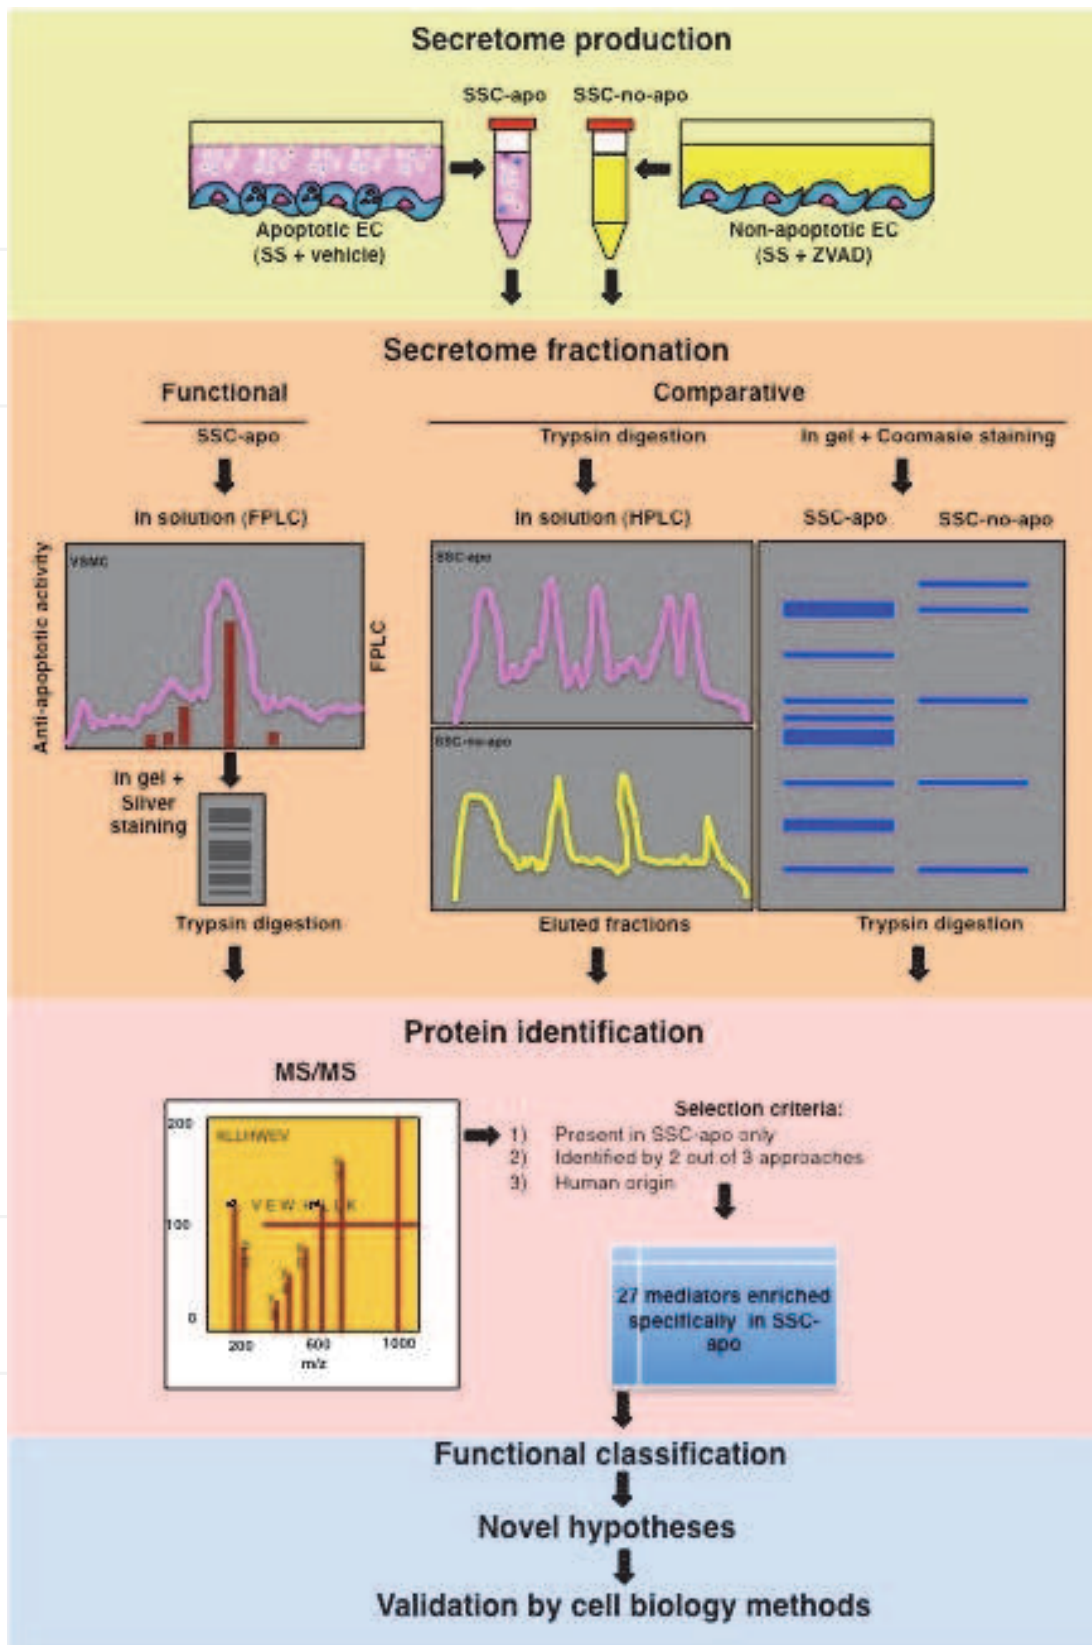 Secretome production
SSC-apo
SSC-no-apo
Apoptotic EC
(SS + vehicle)
Non-apoptotic EC
(SS + ZVAD)
Secretome fractionation
Functional
Comparative
SSC-apo
Trypsin digestion
In gel + Coomasie staining
In solution (FPLC)
In solution (HPLC)
SSC-apo
SSC-no-apo
Anti-apoptotic activity
VSMC
FPLC
SSC-apo
SSC-no-apo
In gel +
Silver
staining
Trypsin digestion
Eluted fractions
Trypsin digestion
Protein identification
MS/MS
200
100
0
200
600
1000
m/z
Selection criteria:
1) Present in SSC-apo only
2) Identified by 2 out of 3 approaches
3) Human origin
27 mediators enriched
specifically in SSC-
apo
Functional classification
Novel hypotheses
Validation by cell biology methods